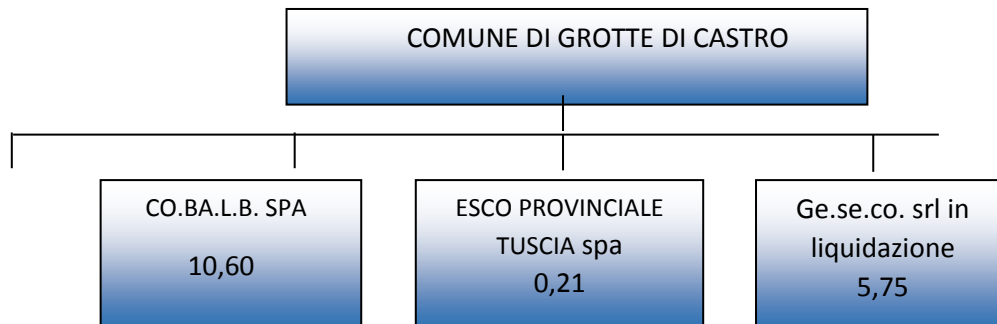 COMUNE DI GROTTE DI CASTRO
CO.BA.L.B. SPA
10,60
ESCO PROVINCIALE
TUSCIA spa
0,21
Ge.se.co. srl in
liquidazione
5,75